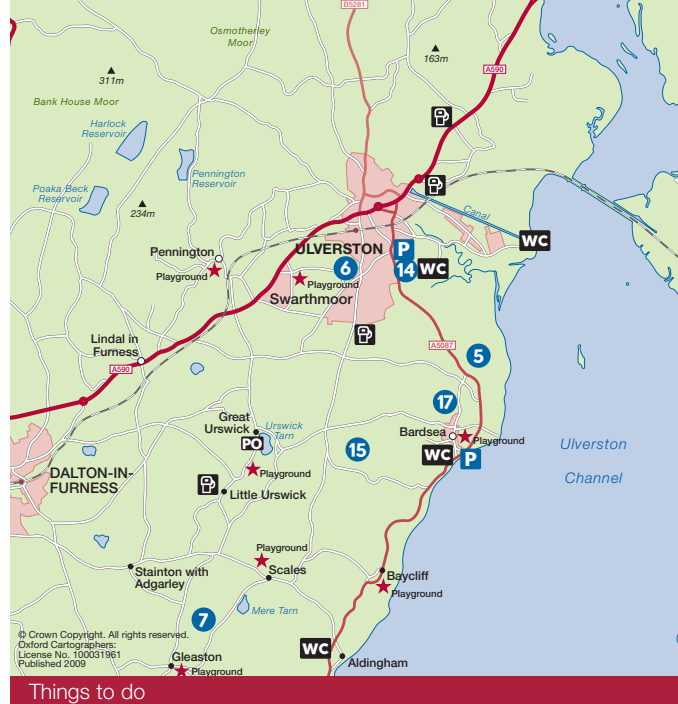 B5281
Osmotherley
Moor
163m
A590
311m
Bank House Moor
Harlock
Reservoir
Pennington
Reservoir
Poaka Beck
Reservoir
234m
Canal
WC
Pennington
ULVERSTON
P
6
14
WC
Playground
Playground
Swarthmoor
Lindal in
Furness
A590
A5087
5
17
Great
Urswick
Urswick
Tarn
PO
Bardsea
Playground
15
WC
P
Ulverston
Channel
DALTON-IN-
FURNESS
Playground
Little Urswick
Playground
Stainton with
Adgarley
Scales
Baycliff
Playground
Mere Tarn
7
© Crown Copyright. All rights reserved.
Oxford Cartographers:
License No. 100031961
Published 2009
WC
Gleaston
Playground
Aldingham
Things to do